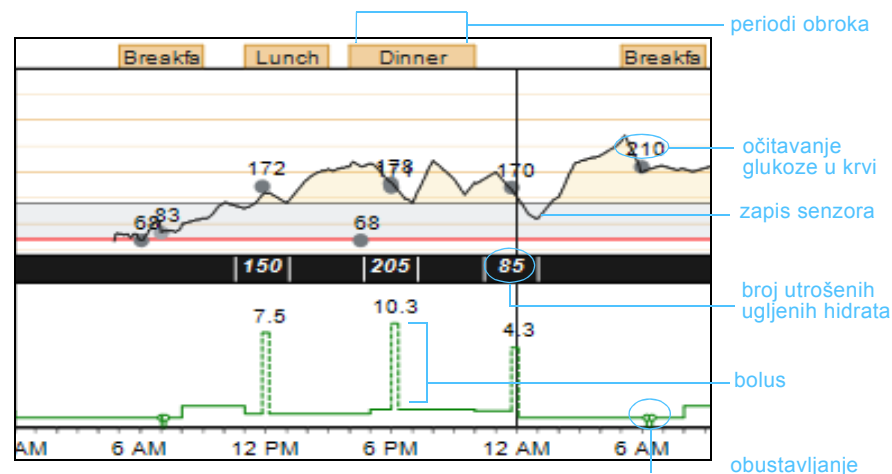 periodi obroka
Breakfa Lunch Dinner Breakfa
172 170 210
očitavanje
glukoze u krvi
68 83 68
zapis senzora
150 205 85
broj utrošenih
ugljenih hidrata
7.5 10.3 4.3
bolus
AM 6 AM 12 PM 6 PM 12 AM 6 AM
obustavljanje